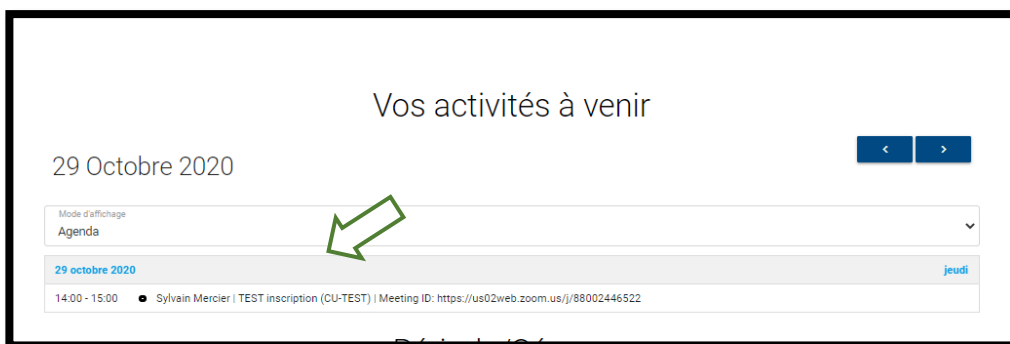 Vos activités à venir
< >
29 Octobre 2020
Mode d'affichage
Agenda
29 octobre 2020 jeudi
14:00 - 15:00 Sylvain Mercier | TEST inscription (CU-TEST) | Meeting ID: https://us02web.zoom.us/j/88002446522